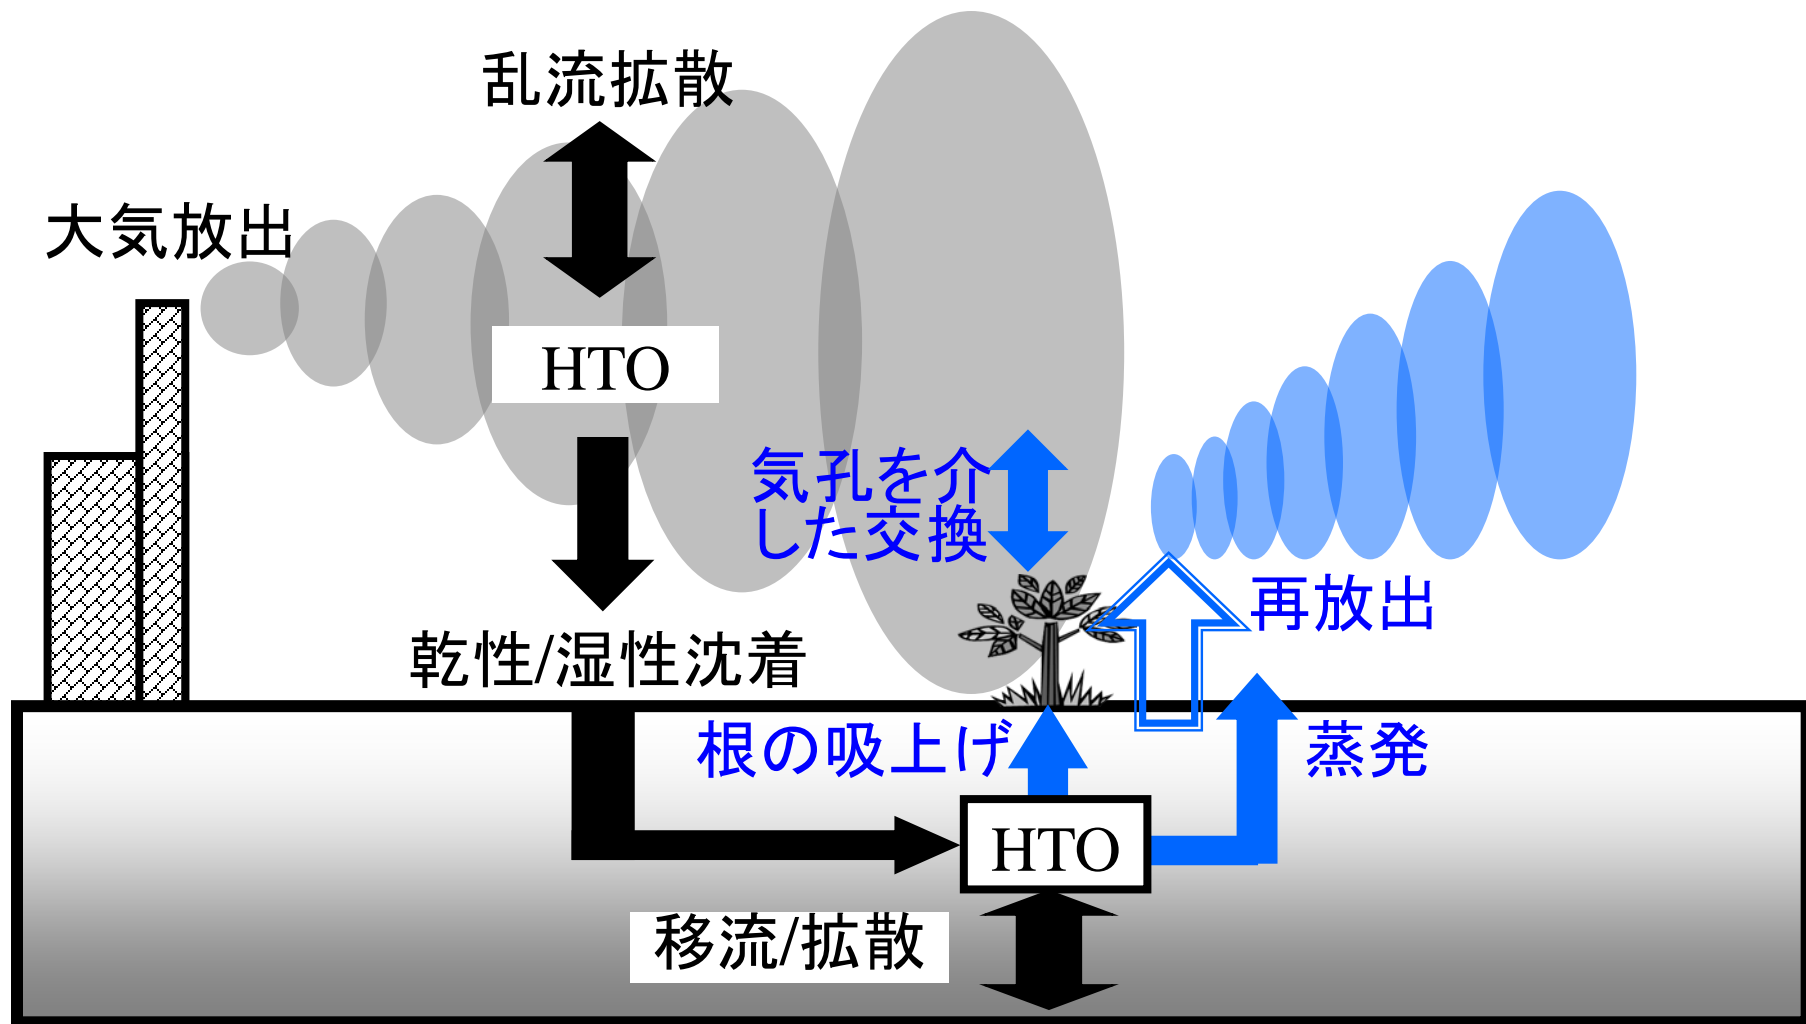 乱流拡散
大気放出
HTO
気孔を介
した交換
再放出
乾性/湿性沈着
根の吸上げ
蒸発
HTO
移流/拡散